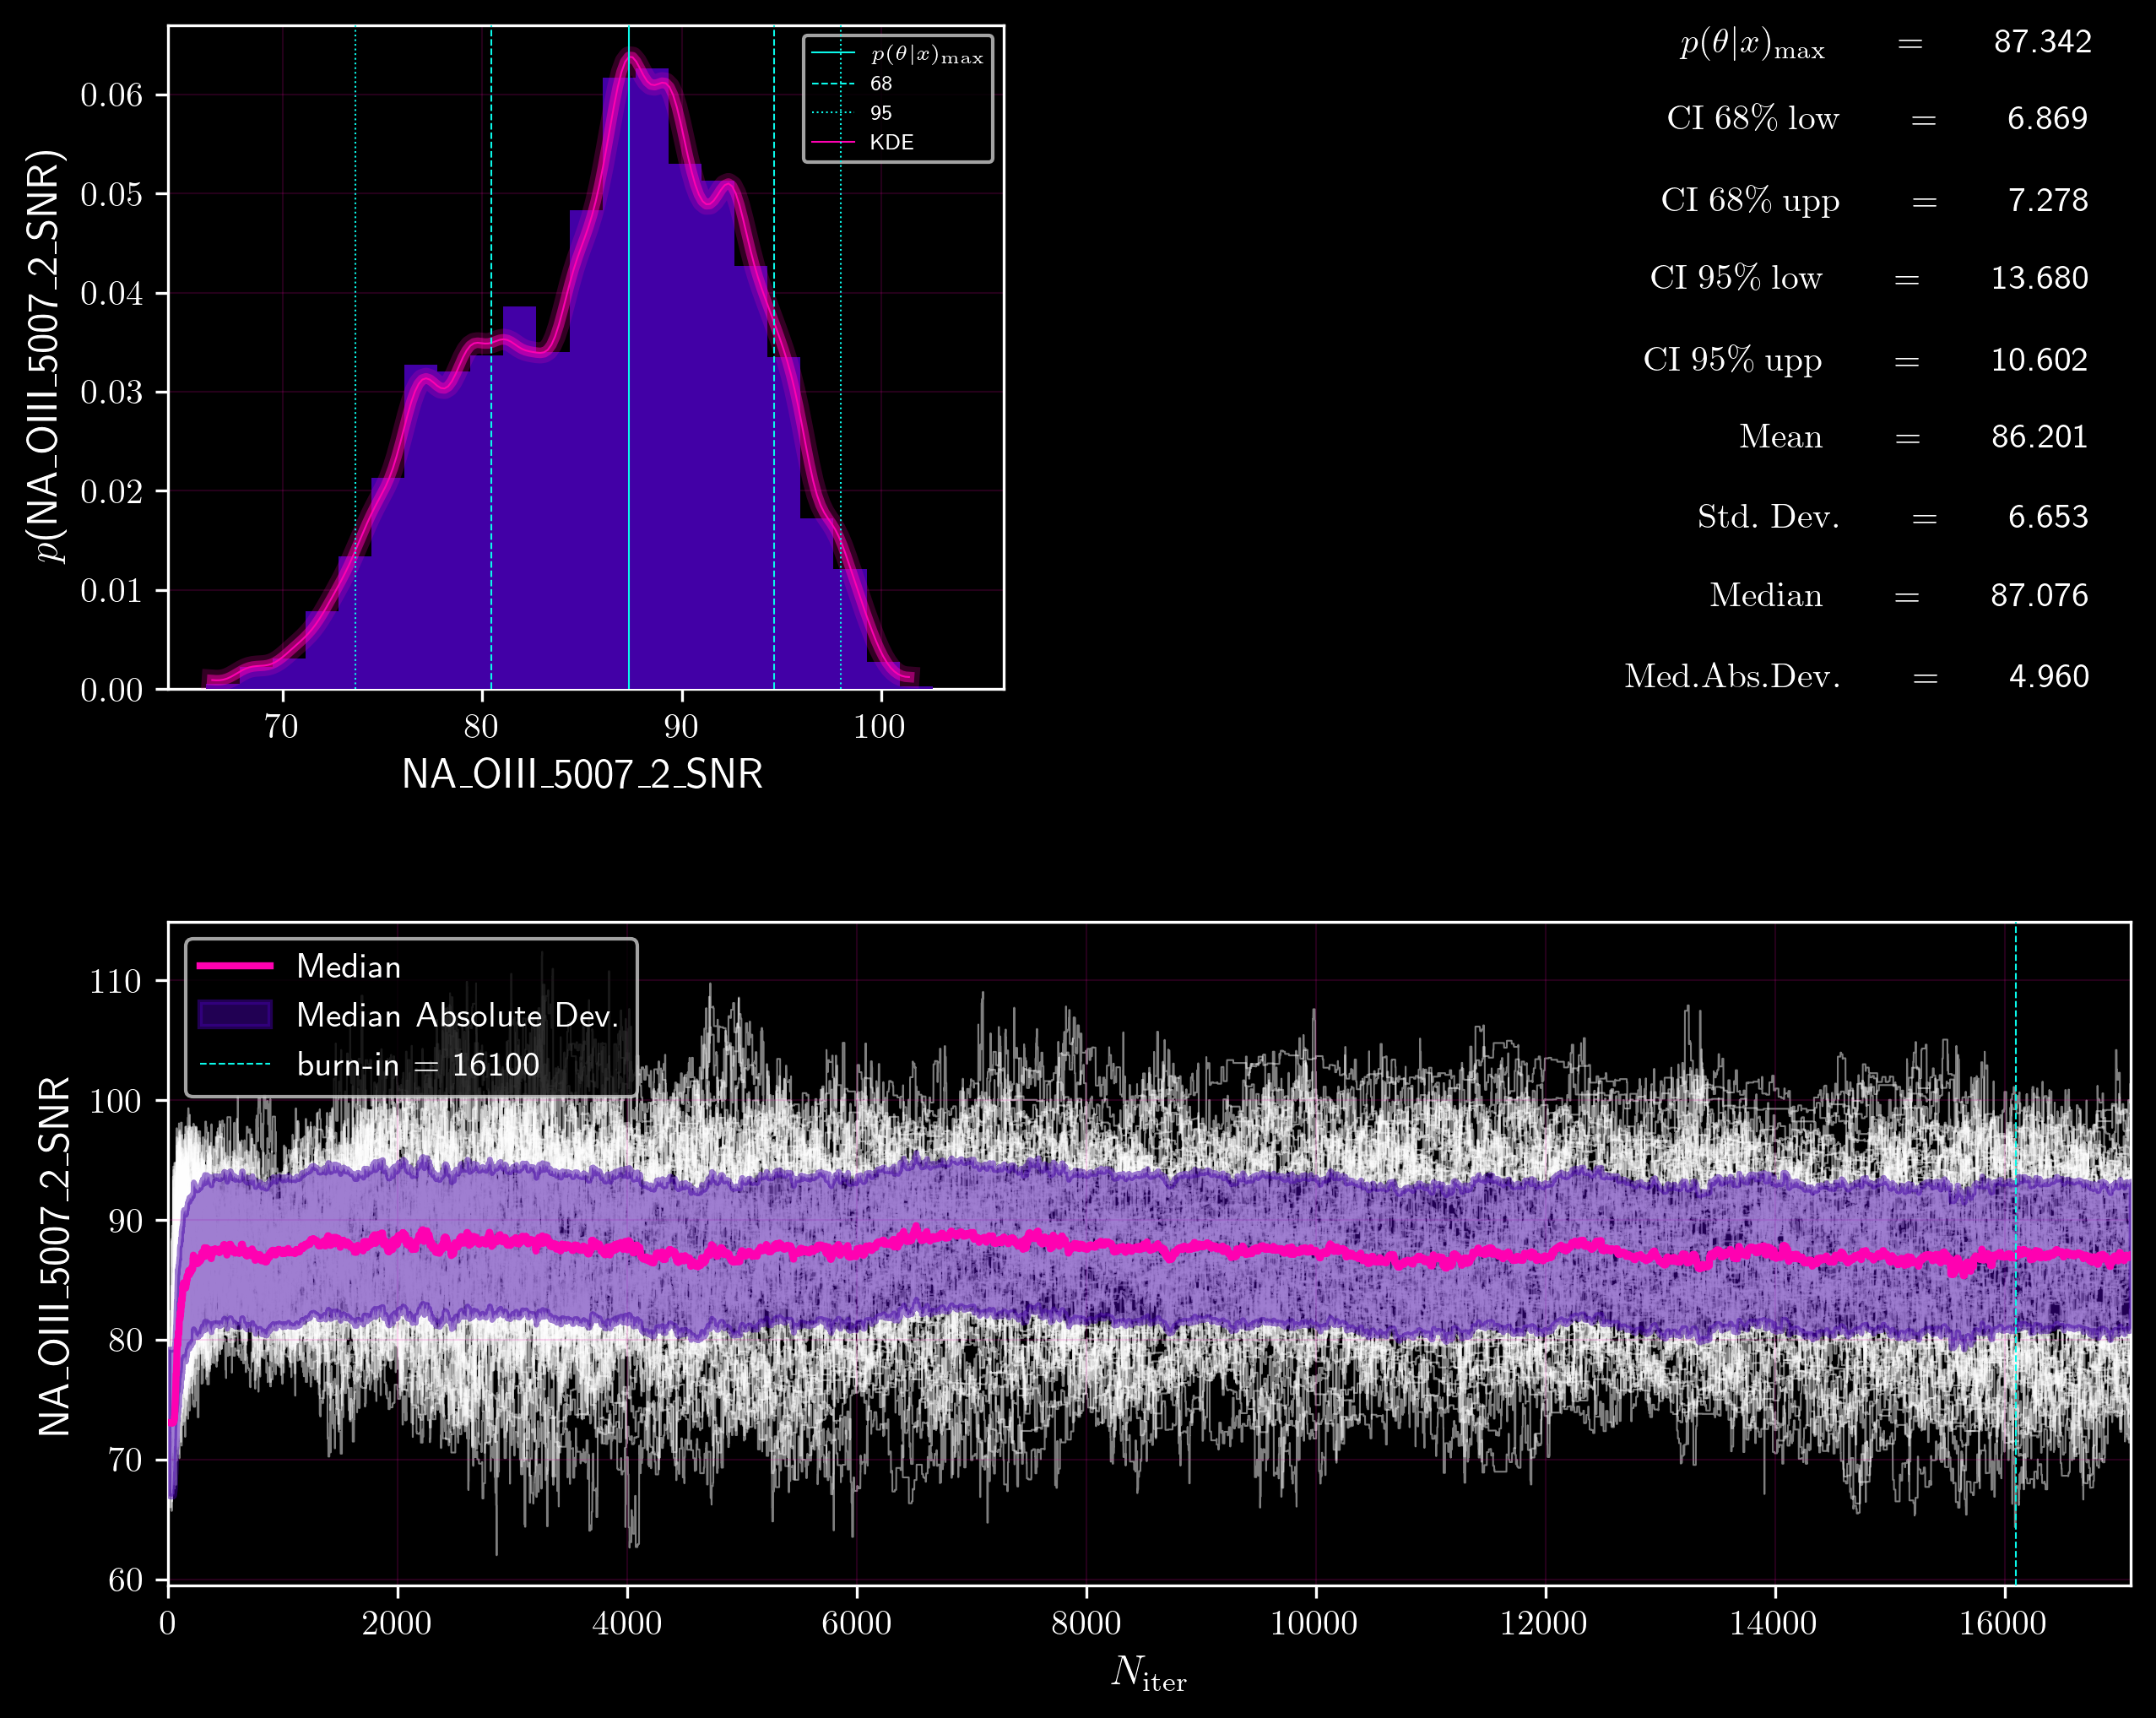 p(NA_OIII_5007_2_SNR)
0.06
0.05
0.04
0.03
0.02
0.01
0.00
70 80 90 100
NA_OIII_5007_2_SNR
p(θ|x)max
68
95
KDE
p(θ|x)max = 87.342
CI 68% low = 6.869
CI 68% upp = 7.278
CI 95% low = 13.680
CI 95% upp = 10.602
Mean = 86.201
Std. Dev. = 6.653
Median = 87.076
Med.Abs.Dev. = 4.960
NA_OIII_5007_2_SNR
110
100
90
80
70
60
Median
Median Absolute Dev.
burn-in = 16100
0 2000 4000 6000 8000 10000 12000 14000 16000
Niter